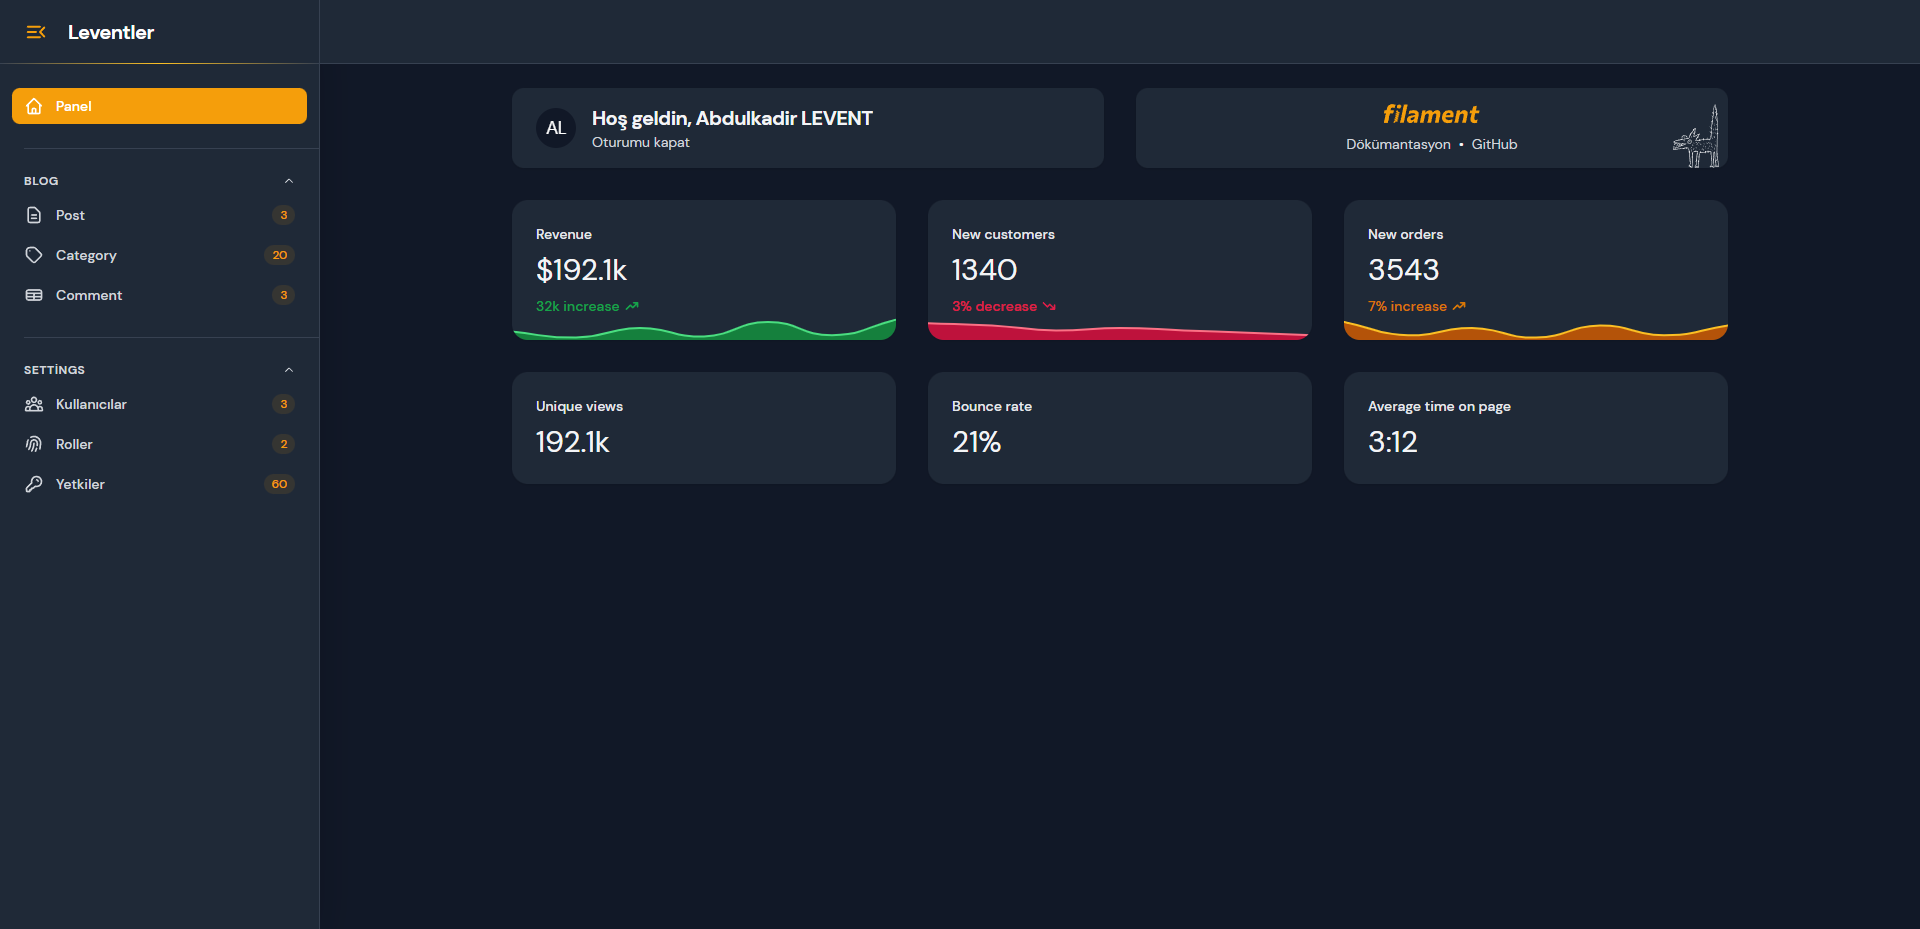 Leventler
Panel
BLOG
Post 3
Category 20
Comment 3
SETTİNGS
Kullanıcılar 3
Roller 2
Yetkiler 60
AL
Hoş geldin, Abdulkadir LEVENT
Oturumu kapat
filament
Dökümantasyon • GitHub
Revenue
$192.1k
32k increase
New customers
1340
3% decrease
New orders
3543
7% increase
Unique views
192.1k
Bounce rate
21%
Average time on page
3:12